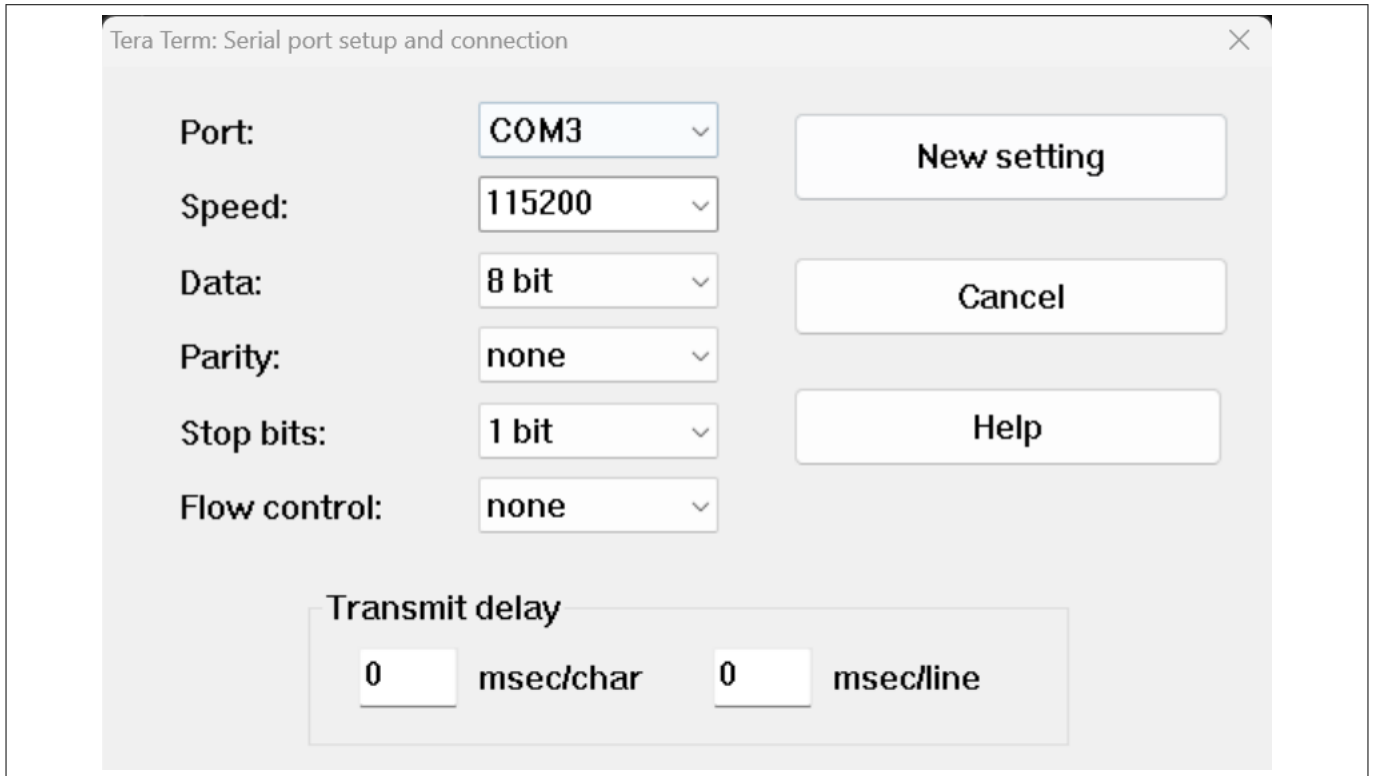 Tera Term: Serial port setup and connection
Port: COM3
New setting
Speed: 115200
Data: 8 bit
Cancel
Parity: none
Stop bits: 1 bit
Help
Flow control: none
Transmit delay
0 msec/char 0 msec/line